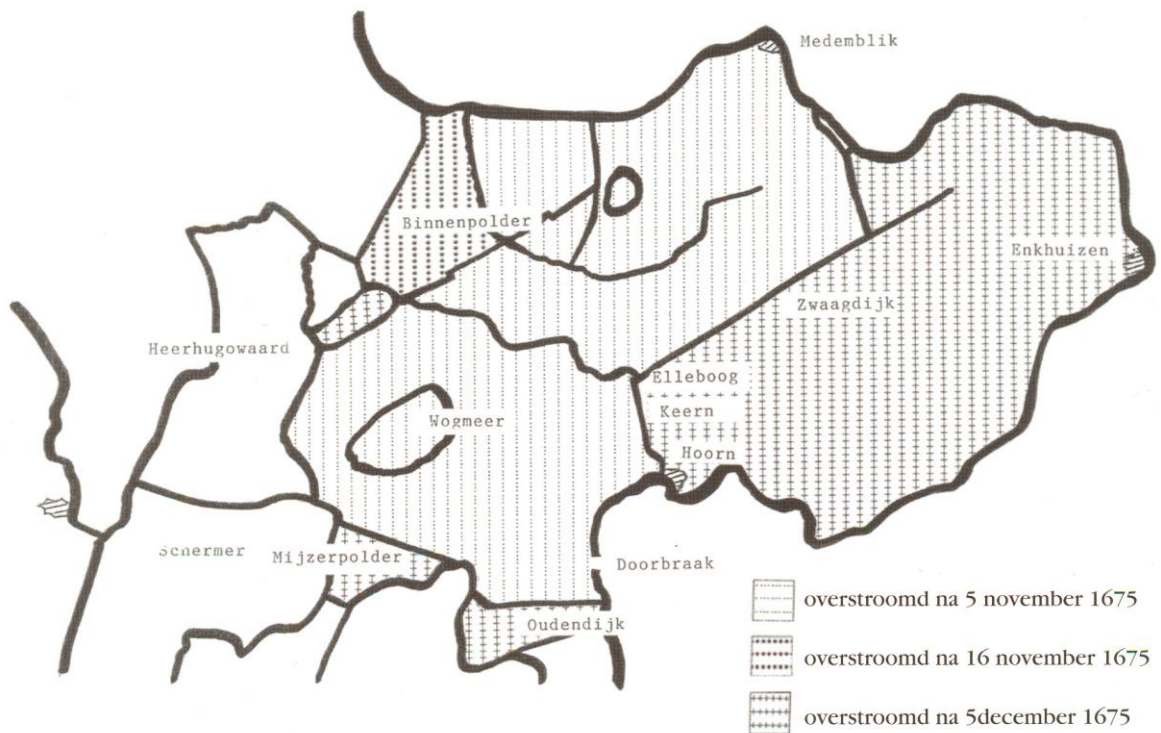 Medemblik
Binnenpolder
Enkhuizen
Zwaagdijk
Heerhugowaard
Elleboog
Keern
Wogmeer
Hoorn
Schermer
Mijzerpolder
Doorbraak
Oudendijk
overstroomd na 5 november 1675
overstroomd na 16 november 1675
overstroomd na 5december 1675